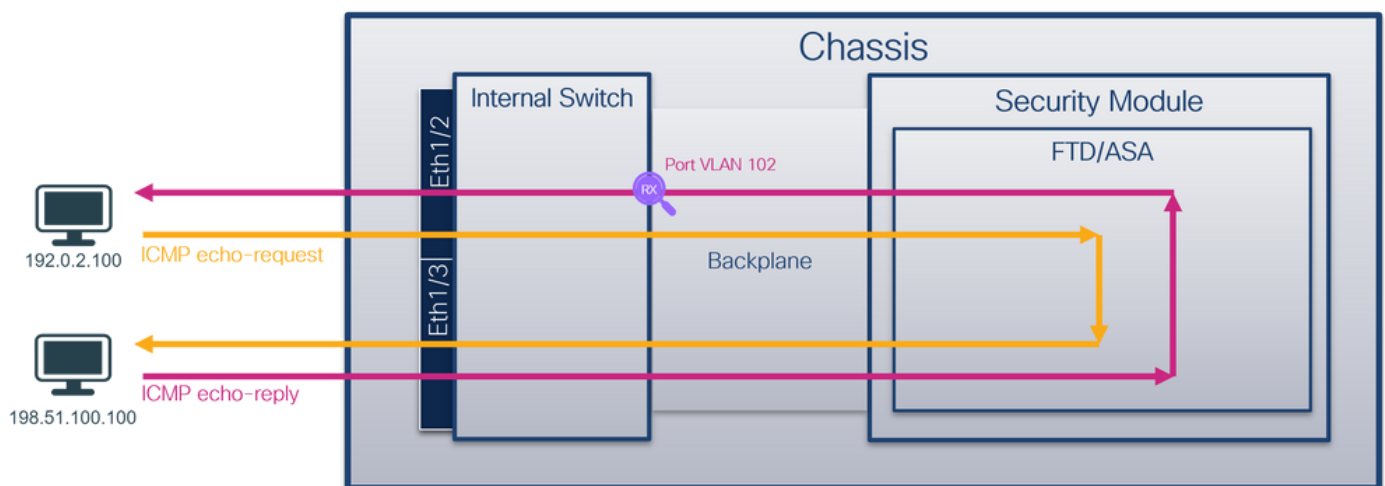 Chassis
Internal Switch
Security Module
FTD/ASA
Eth1/2
Port VLAN 102
RX
192.0.2.100
ICMP echo-request
Backplane
Eth1/3
ICMP echo-reply
198.51.100.100